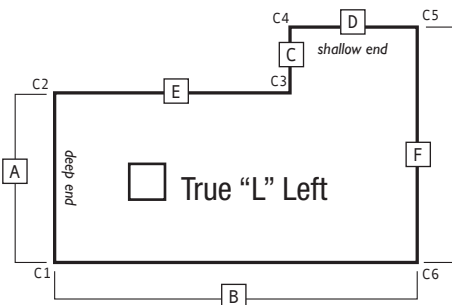 C4
D
C5
shallow end
C
C2
E
C3
A
deep end
F
True “L” Left
C1
C6
B